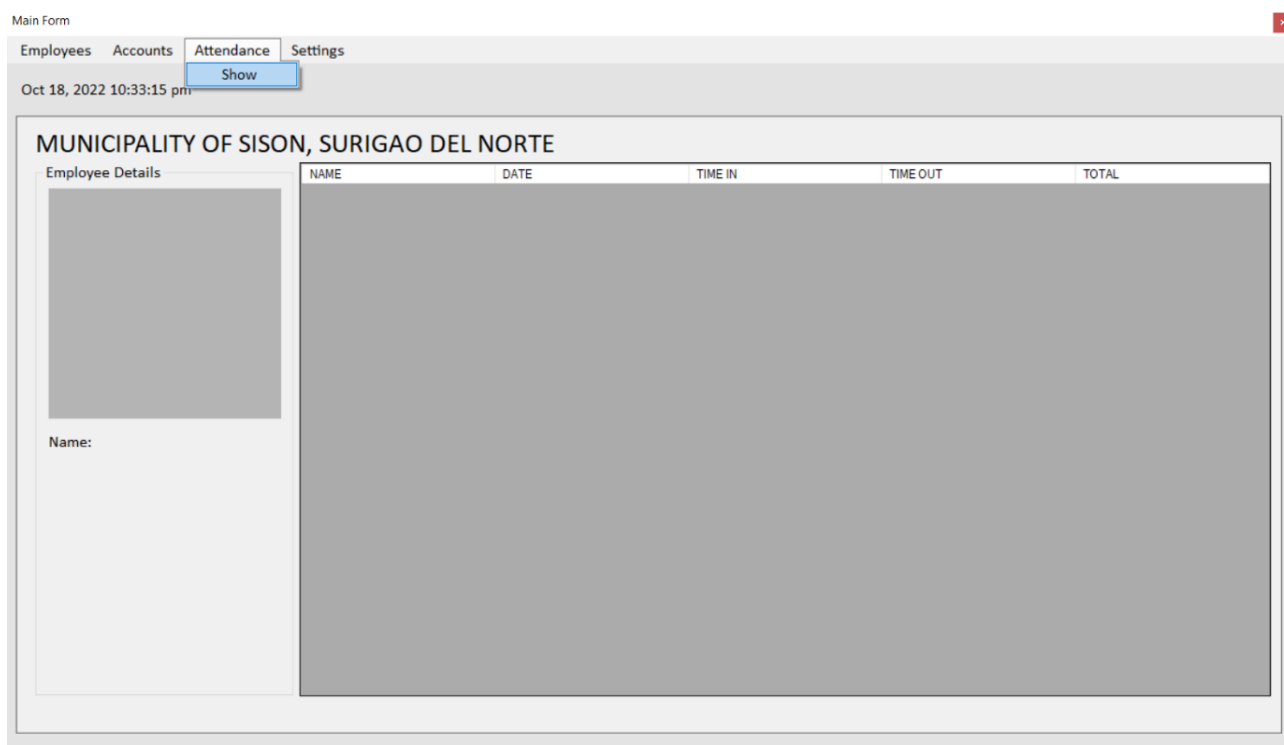 Main Form
Employees Accounts Attendance Settings
Show
Oct 18, 2022 10:33:15 pm
MUNICIPALITY OF SISON, SURIGAO DEL NORTE
Employee Details
NAME DATE TIME IN TIME OUT TOTAL
Name: